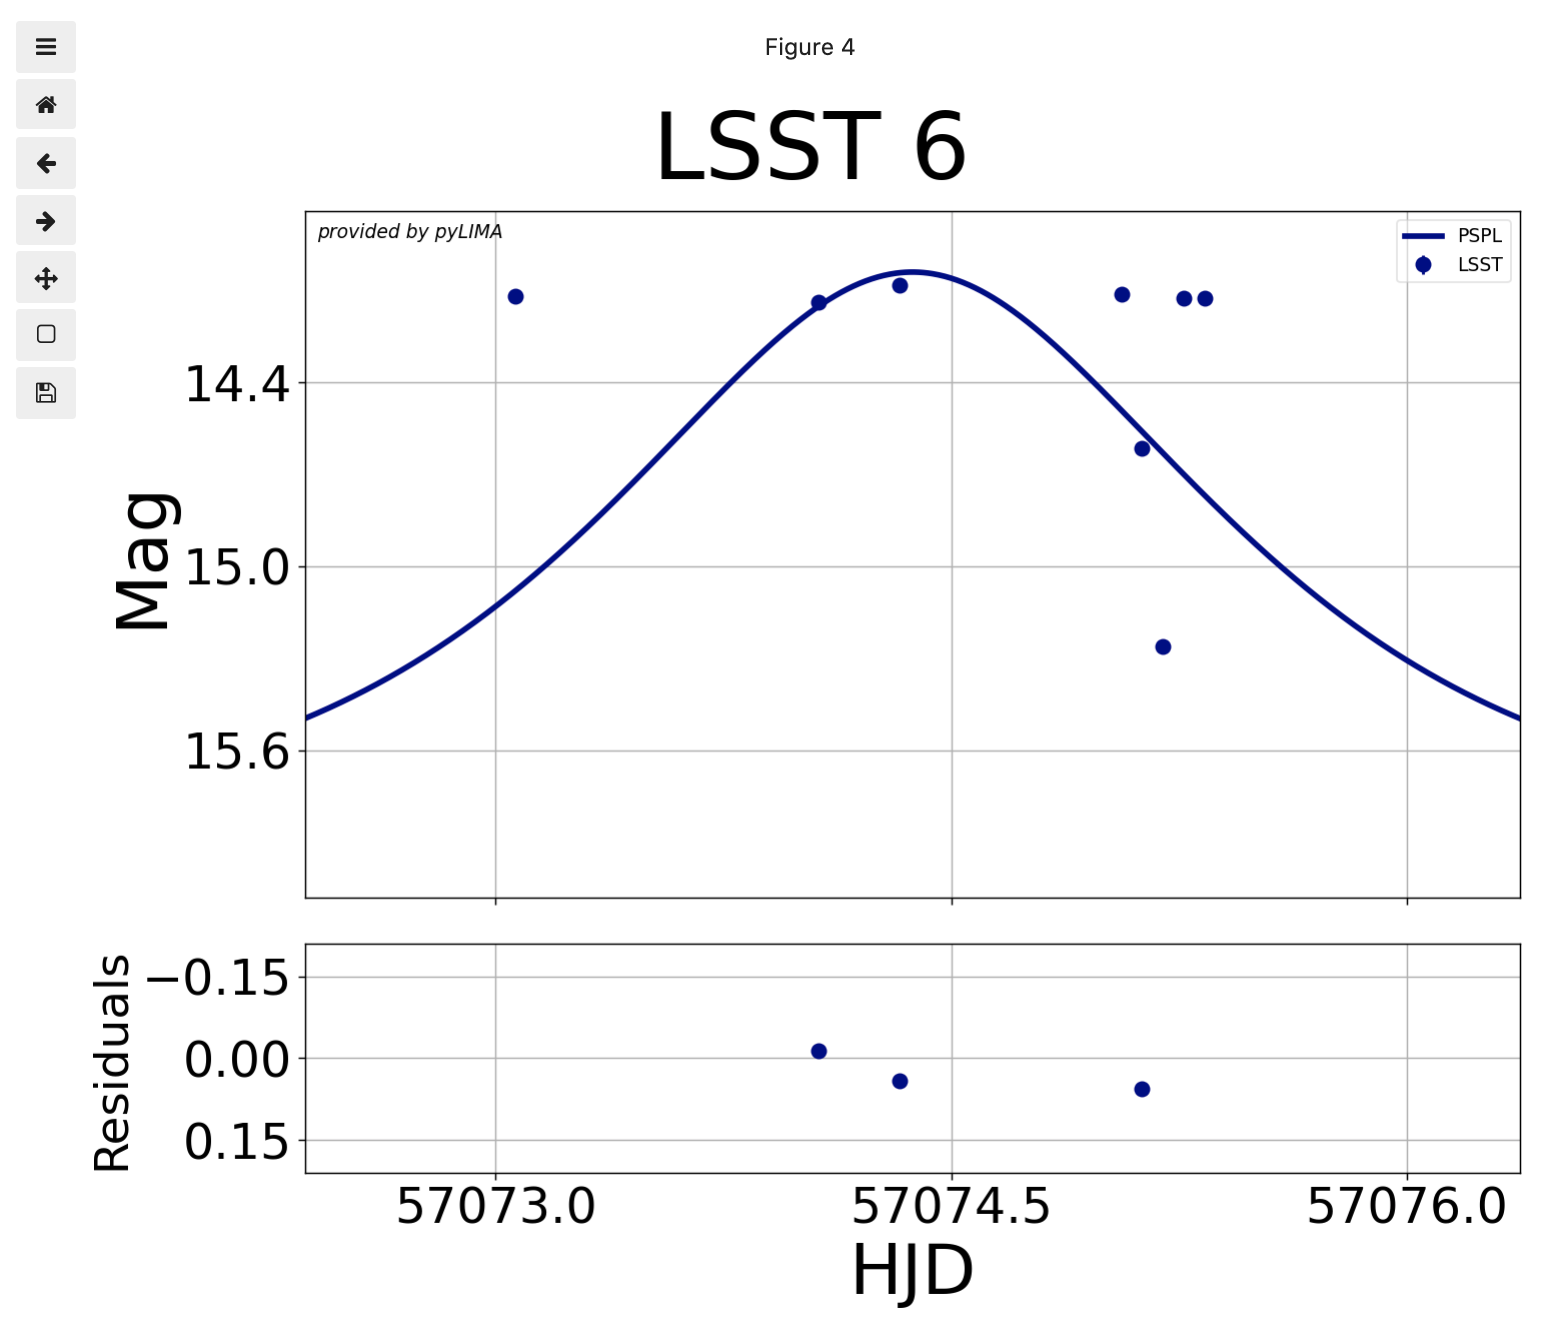 Figure 4
LSST 6
provided by pyLIMA
PSPL
LSST
14.4
15.0
15.6
Mag
−0.15
0.00
0.15
Residuals
57073.0
57074.5
57076.0
HJD